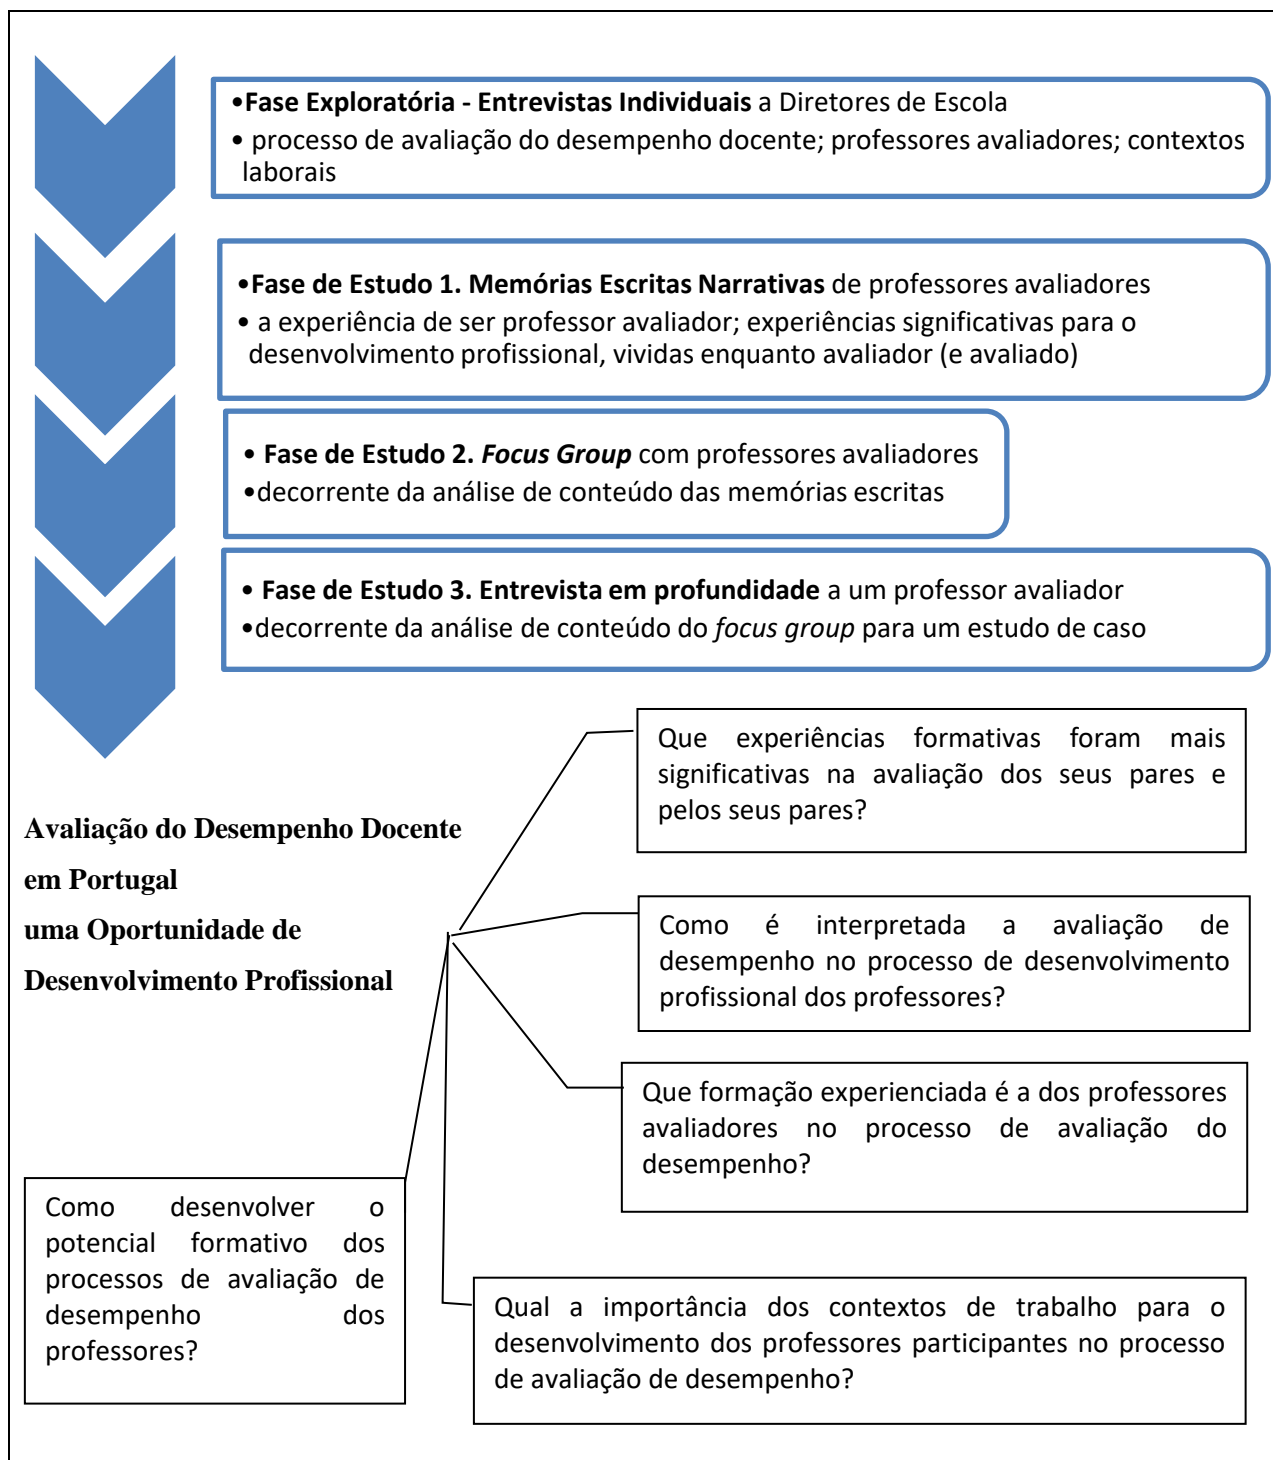 •Fase Exploratória - Entrevistas Individuais a Diretores de Escola
• processo de avaliação do desempenho docente; professores avaliadores; contextos
laborais
•Fase de Estudo 1. Memórias Escritas Narrativas de professores avaliadores
• a experiência de ser professor avaliador; experiências significativas para o
desenvolvimento profissional, vividas enquanto avaliador (e avaliado)
• Fase de Estudo 2. Focus Group com professores avaliadores
•decorrente da análise de conteúdo das memórias escritas
• Fase de Estudo 3. Entrevista em profundidade a um professor avaliador
•decorrente da análise de conteúdo do focus group para um estudo de caso
Avaliação do Desempenho Docente
em Portugal
uma Oportunidade de
Desenvolvimento Profissional
Que experiências formativas foram mais
significativas na avaliação dos seus pares e
pelos seus pares?
Como é interpretada a avaliação de
desempenho no processo de desenvolvimento
profissional dos professores?
Que formação experienciada é a dos professores
avaliadores no processo de avaliação do
desempenho?
Como desenvolver o
potencial formativo dos
processos de avaliação de
desempenho dos
professores?
Qual a importância dos contextos de trabalho para o
desenvolvimento dos professores participantes no processo
de avaliação de desempenho?